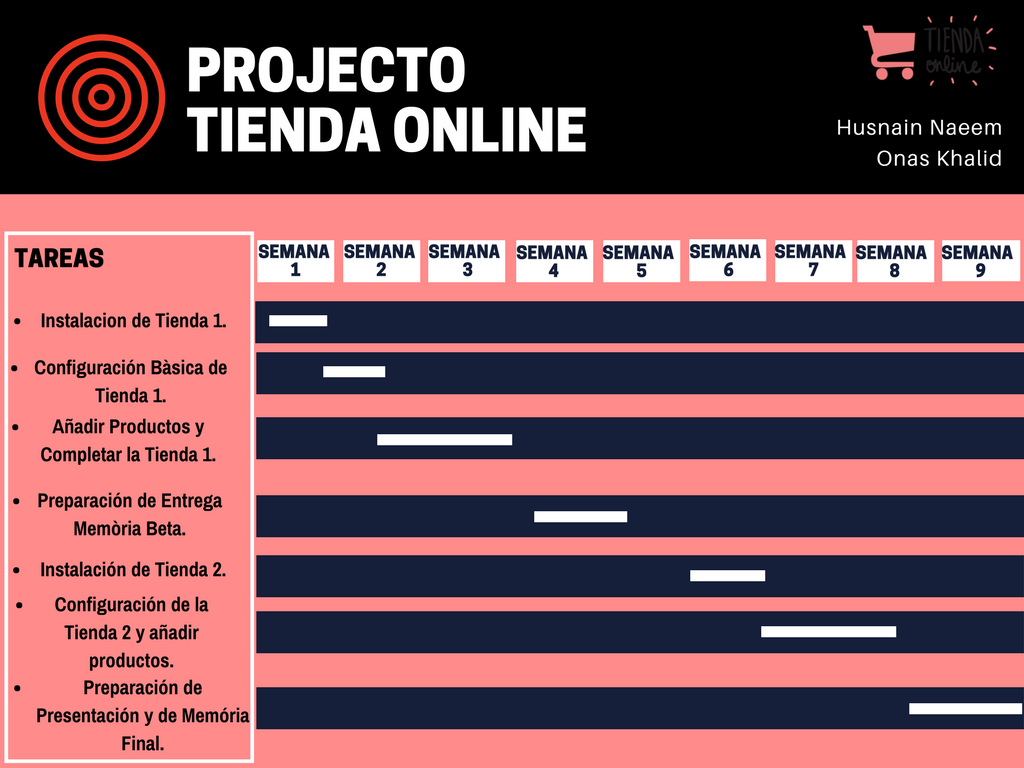 PROJECTO
TIENDA ONLINE
TIENDA
online
Husnain Naeem
Onas Khalid
TAREAS
SEMANA 1
SEMANA 2
SEMANA 3
SEMANA 4
SEMANA 5
SEMANA 6
SEMANA 7
SEMANA 8
SEMANA 9
• Instalacion de Tienda 1.
• Configuración Bàsica de
Tienda 1.
• Añadir Productos y
Completar la Tienda 1.
• Preparación de Entrega
Memòria Beta.
• Instalación de Tienda 2.
• Configuración de la
Tienda 2 y añadir
productos.
• Preparación de
Presentación y de Memória
Final.